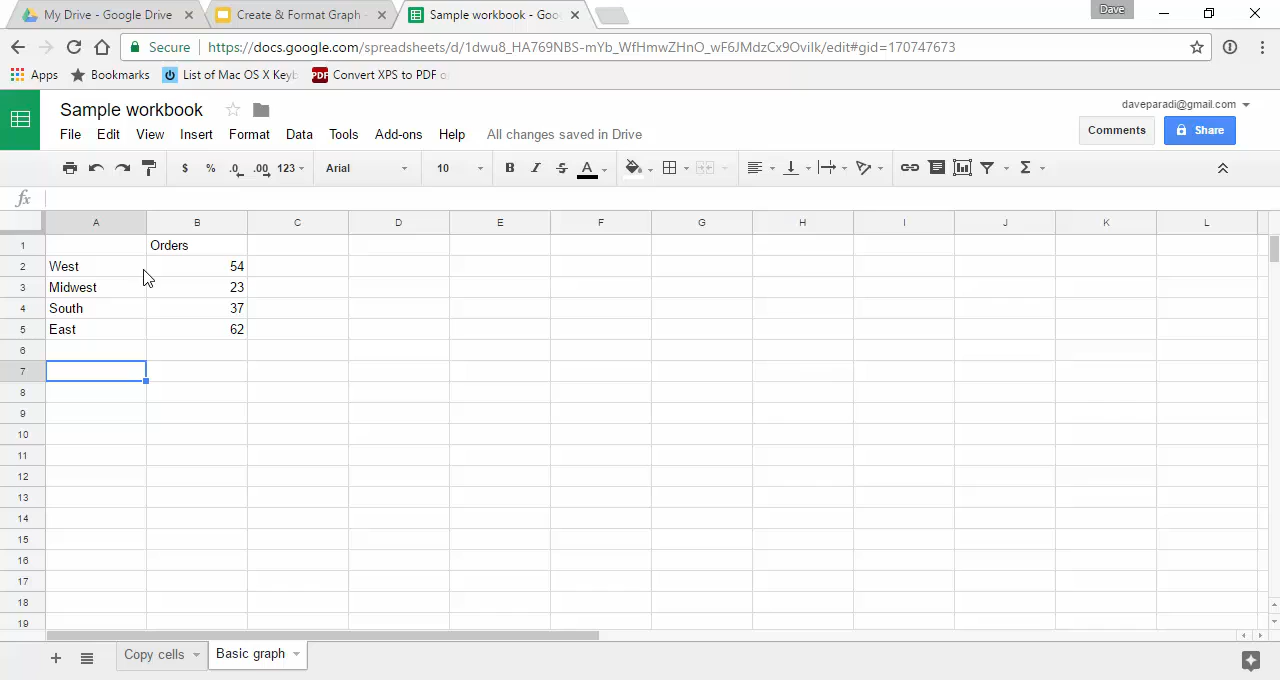 My Drive - Google Drive
Create & Format Graph -
Sample workbook - Goo
Dave
Secure
https://docs.google.com/spreadsheets/d/1dwu8_HA769NBS-mYb_WfHmwZHnO_wF6JMdzCx9Ovilk/edit#gid=170747673
Apps
Bookmarks
List of Mac OS X Keyb
PDF
Convert XPS to PDF o
Sample workbook
daveparadi@gmail.com
File Edit View Insert Format Data Tools Add-ons Help All changes saved in Drive
Comments
Share
$ % .0 .00 123 Arial 10 B I S A Σ
fx
A B C D E F G H I J K L
1 Orders
2 West 54
3 Midwest 23
4 South 37
5 East 62
6
7
8
9
10
11
12
13
14
15
16
17
18
19
+ Copy cells Basic graph